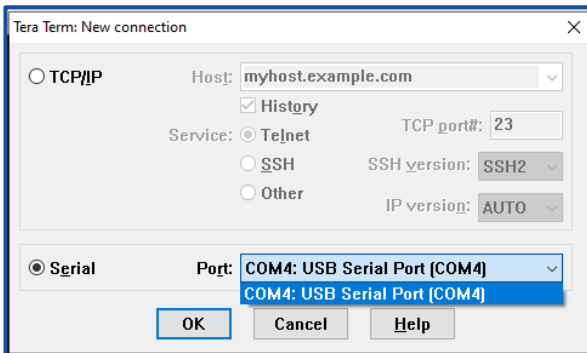 Tera Term: New connection
TCP/IP
Host: myhost.example.com
History
Service: Telnet
TCP port#: 23
SSH
SSH version: SSH2
Other
IP version: AUTO
Serial
Port: COM4: USB Serial Port (COM4)
COM4: USB Serial Port (COM4)
OK
Cancel
Help